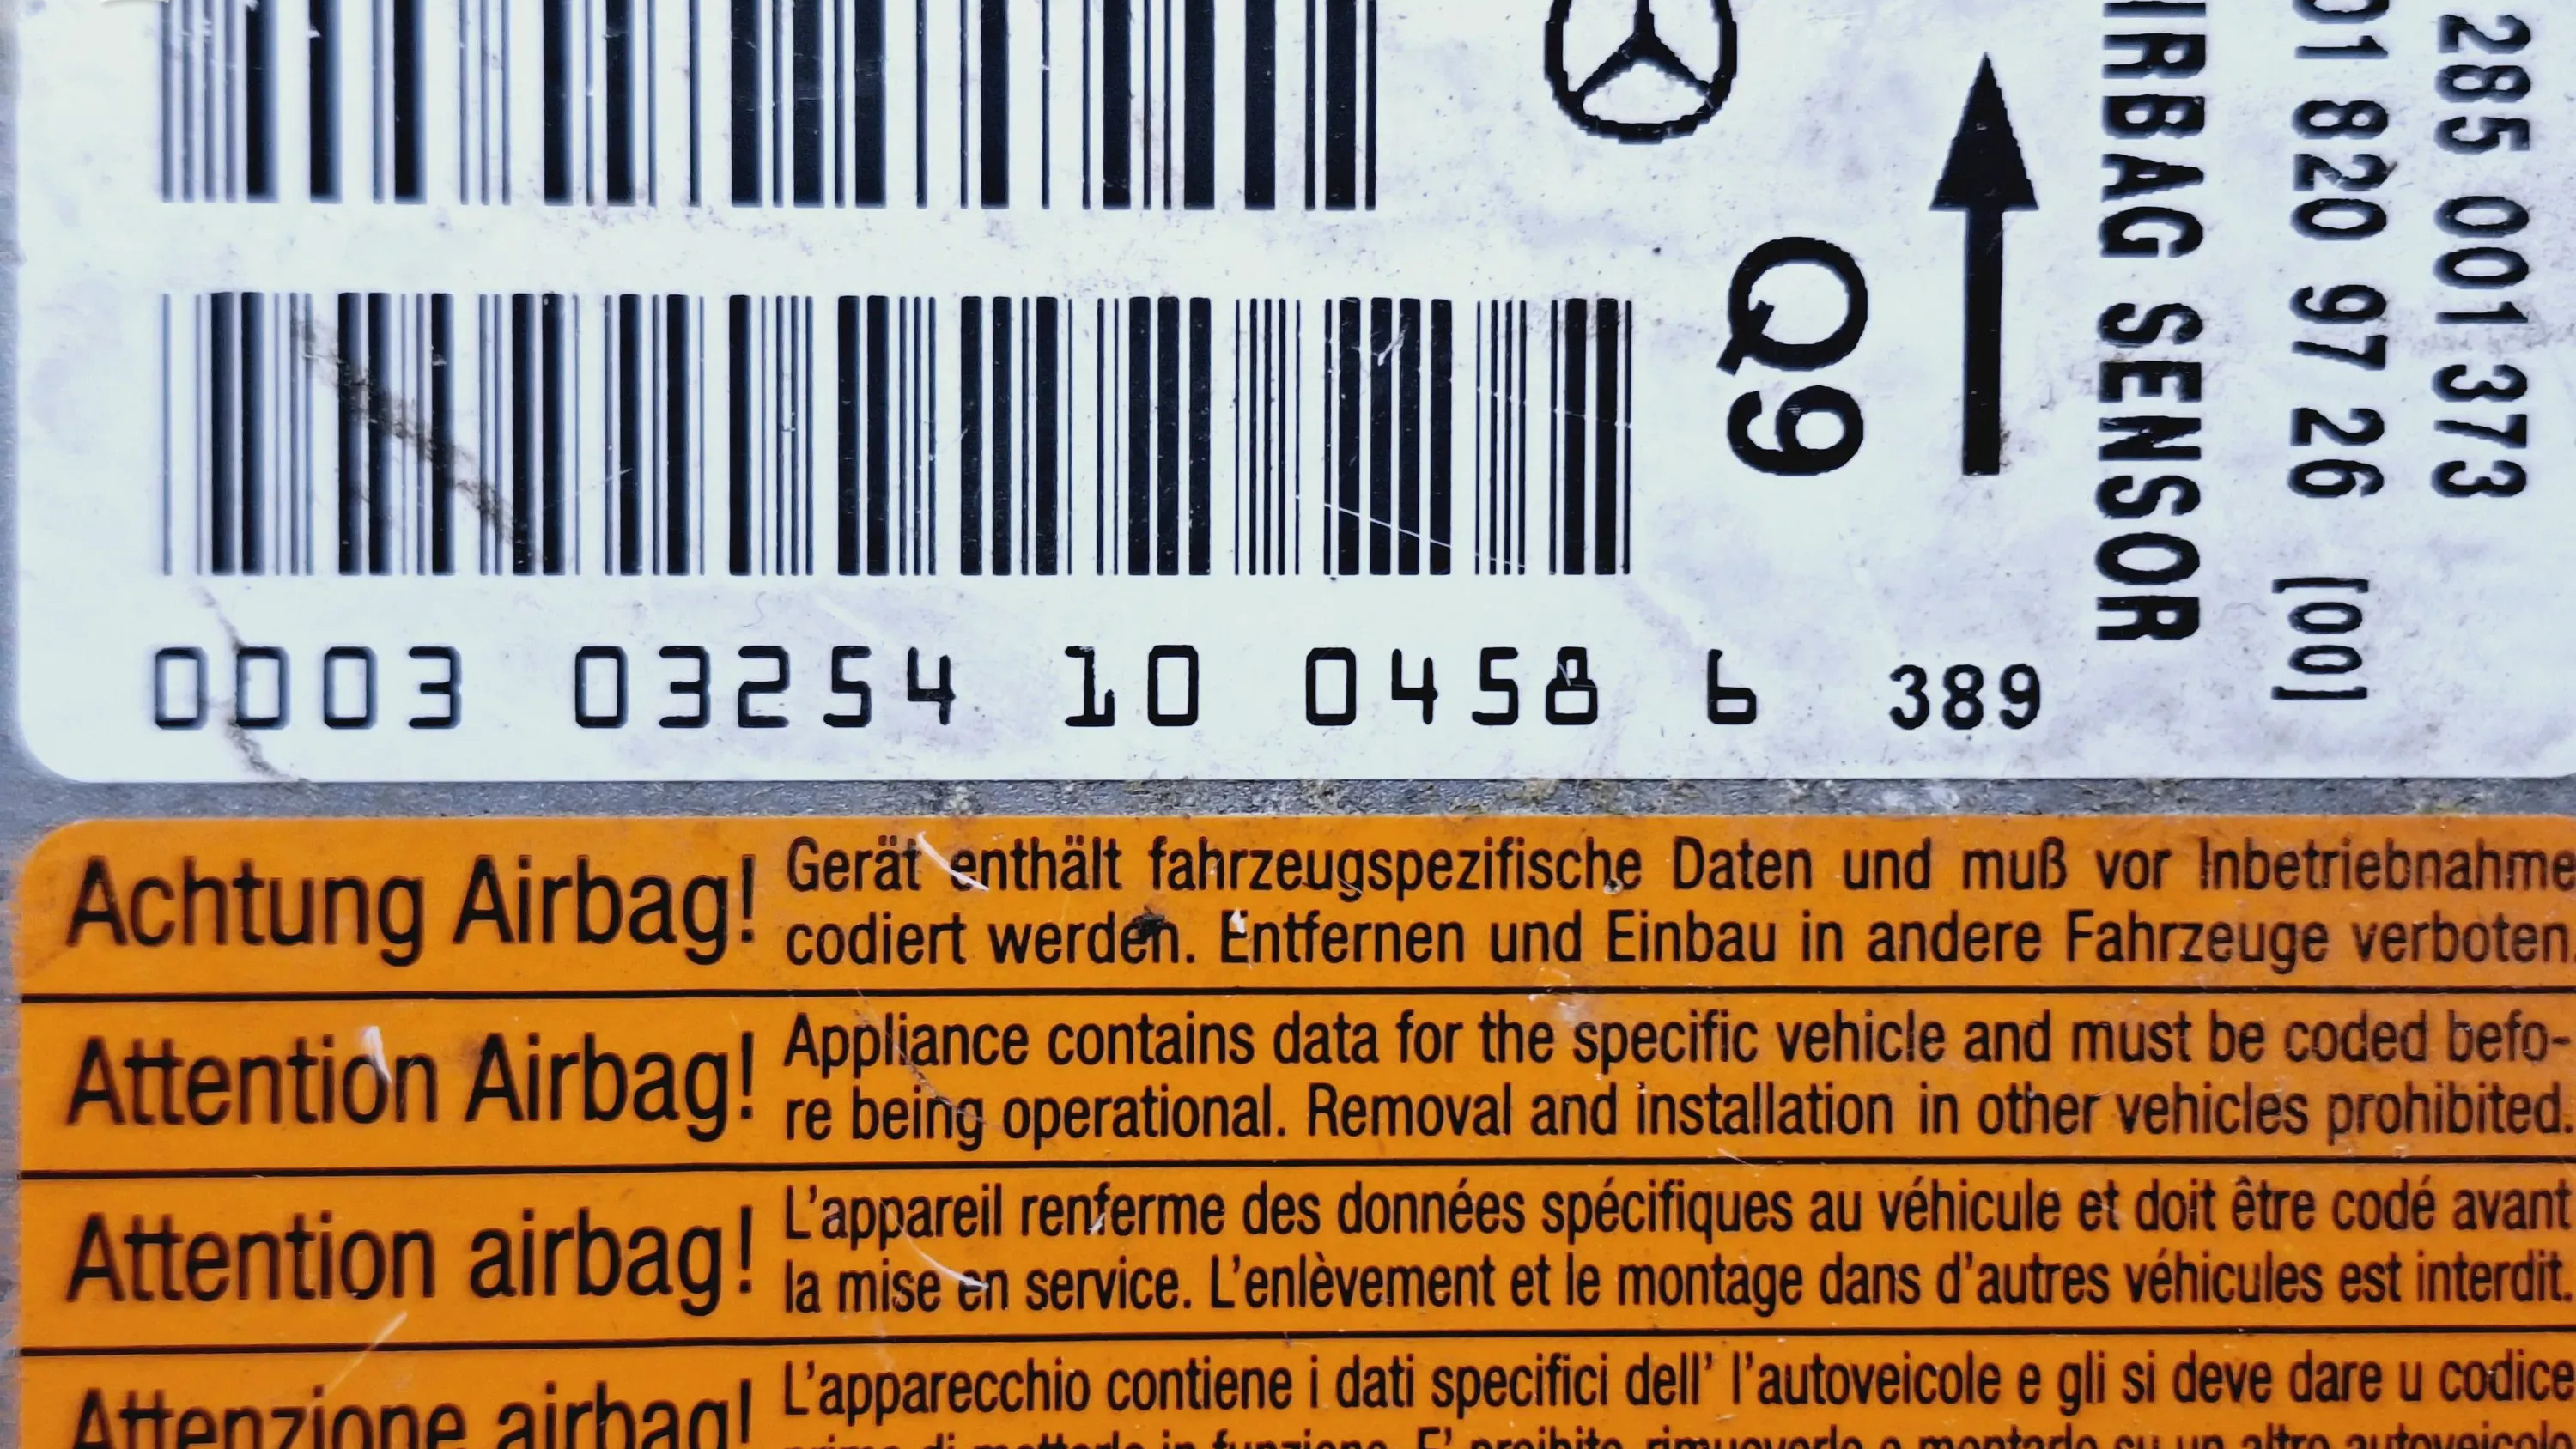 Q9
285 001 373
01 820 97 26 [00]
IRBAG SENSOR
0003 03254 10 0458 6 389
Achtung Airbag!
Gerät enthält fahrzeugspezifische Daten und muß vor Inbetriebnahme
codiert werden. Entfernen und Einbau in andere Fahrzeuge verboten.
Attention Airbag!
Appliance contains data for the specific vehicle and must be coded befo-
re being operational. Removal and installation in other vehicles prohibited.
Attention airbag!
L'appareil renferme des données spécifiques au véhicule et doit être codé avant
la mise en service. L'enlèvement et le montage dans d'autres véhicules est interdit.
Attenzione airbag!
L'apparecchio contiene i dati specifici dell' l'autoveicole e gli si deve dare u codice